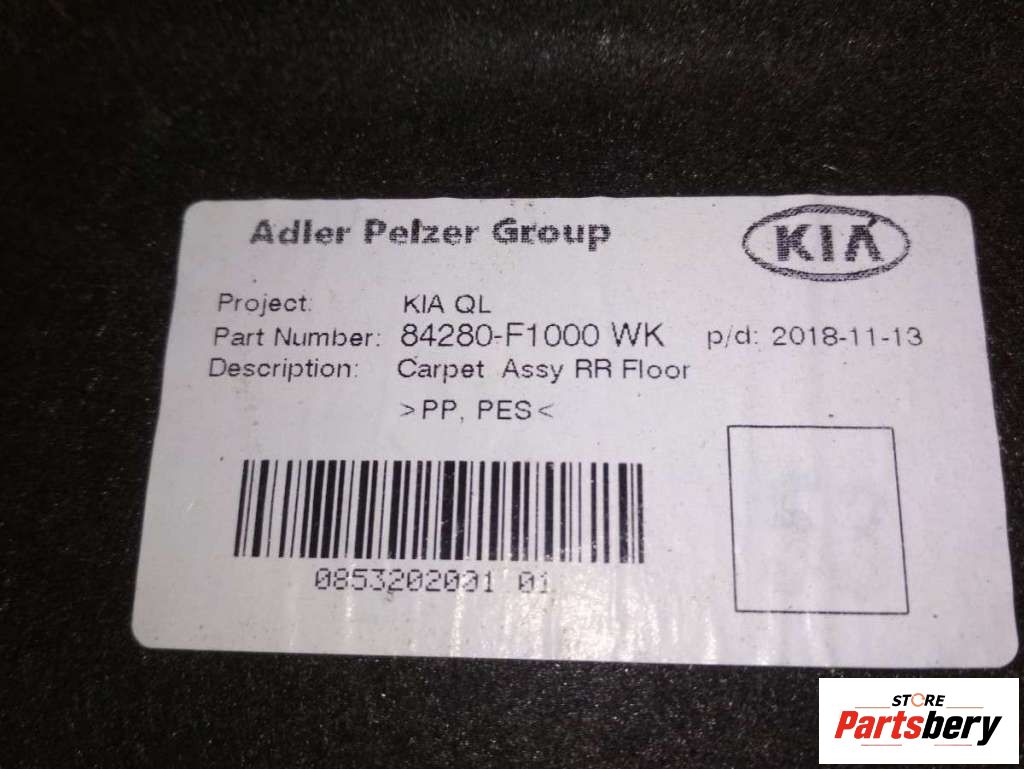 Adler Pelzer Group
KIA
Project: KIA QL
Part Number: 84280-F1000 WK p/d: 2018-11-13
Description: Carpet Assy RR Floor
>PP, PES<
0853202001 01
STORE
Partsbery